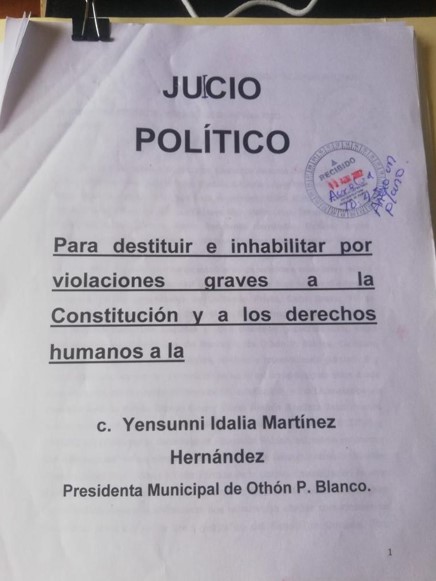 JUCIO
POLÍTICO
RECIBIDO
Para destituir e inhabilitar por
violaciones graves a la
Constitución y a los derechos
humanos a la
c. Yensunni Idalia Martínez
Hernández
Presidenta Municipal de Othón P. Blanco.
1